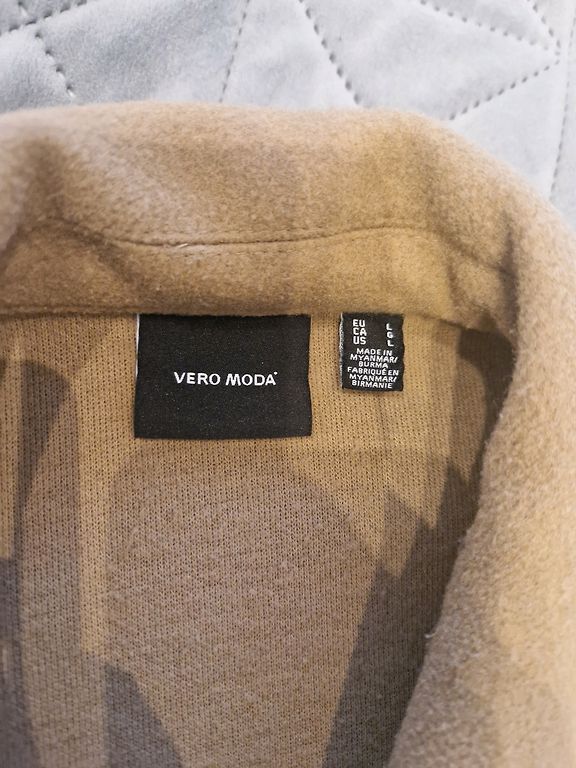 VERO MODA
EU L
CA G
US L
MADE IN
MYANMAR/
BURMA
FABRIQUÉ EN
MYANMAR/
BIRMANIE